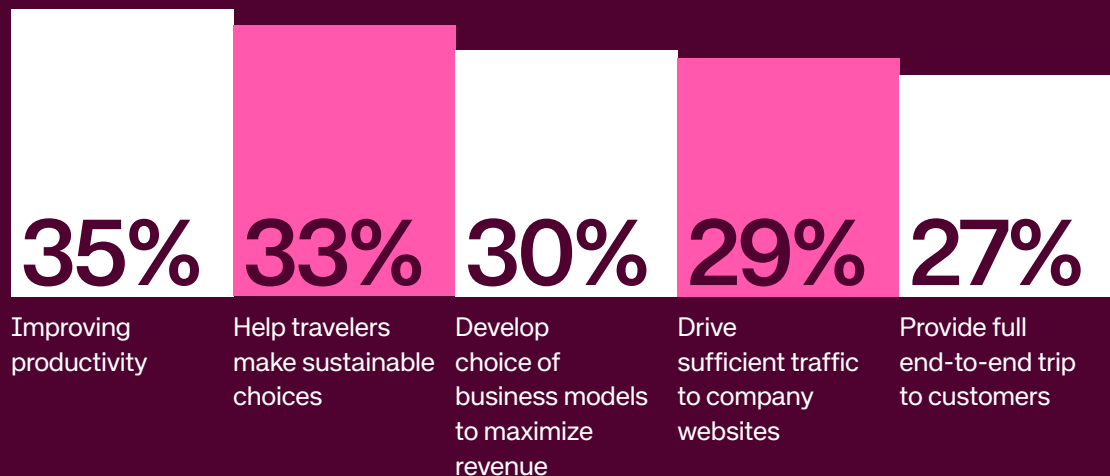 35%
33%
30%
29%
27%
Improving
productivity
Help travelers
make sustainable
choices
Develop
choice of
business models
to maximize
revenue
Drive
sufficient traffic
to company
websites
Provide full
end-to-end trip
to customers